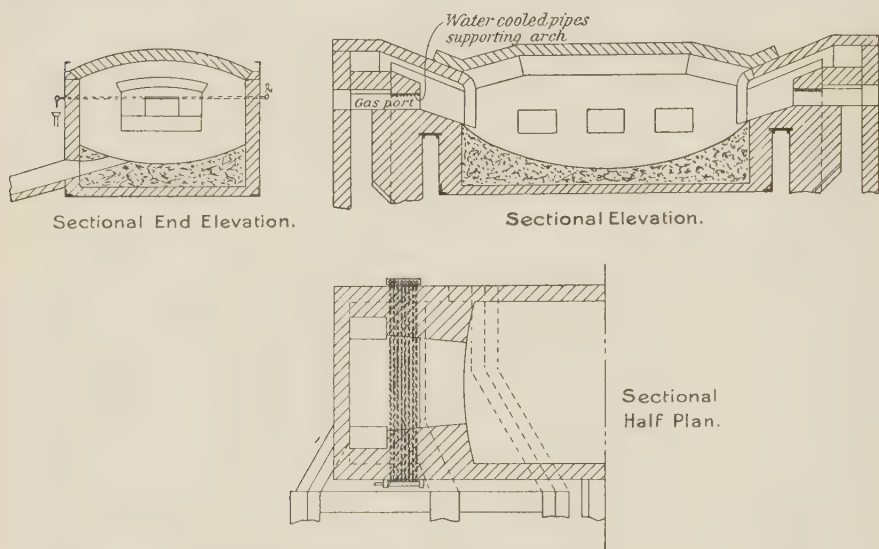 Water cooled pipes
supporting arch
Gas port
Sectional End Elevation.
Sectional Elevation.
Sectional
Half Plan.